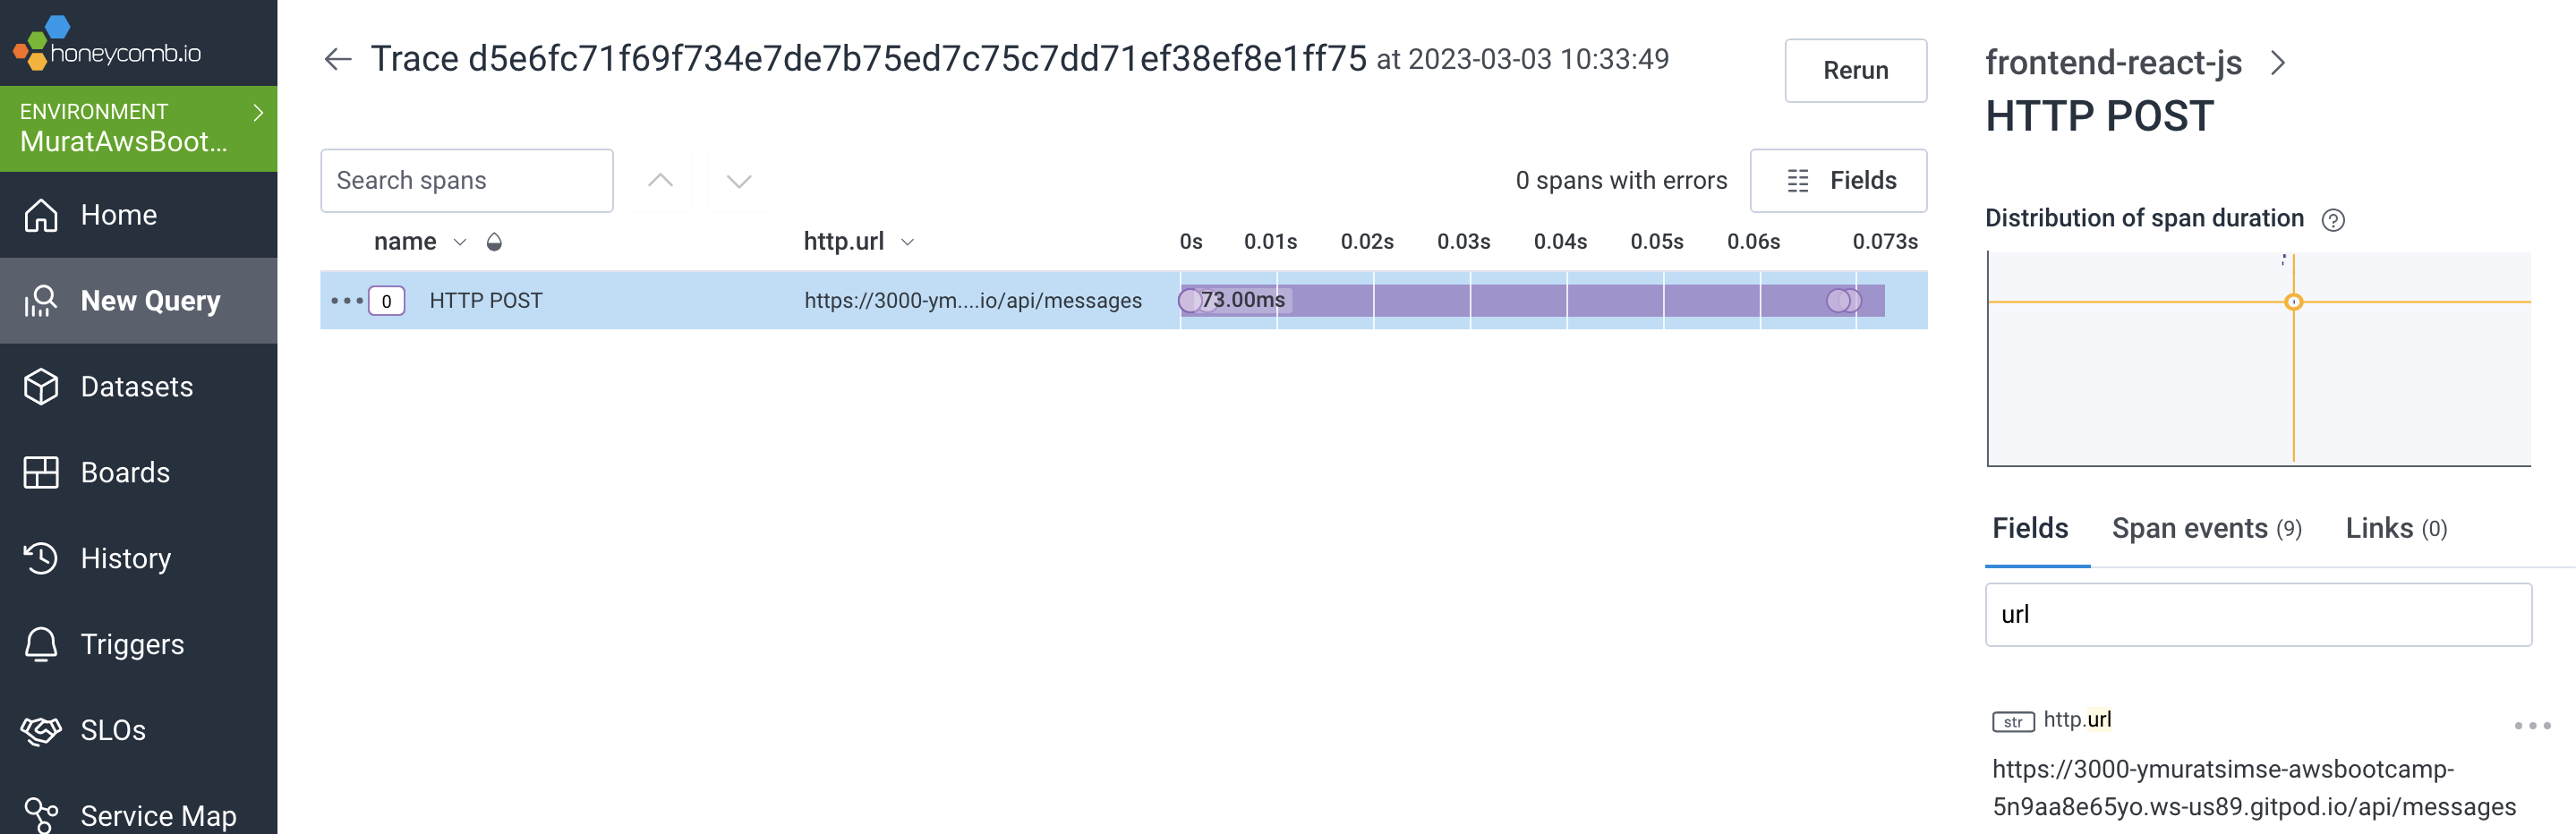 honeycomb.io
ENVIRONMENT
MuratAwsBoot...
Home
New Query
Datasets
Boards
History
Triggers
SLOs
Service Map
Trace d5e6fc71f69f734e7de7b75ed7c75c7dd71ef38ef8e1ff75 at 2023-03-03 10:33:49
Rerun
Search spans
0 spans with errors
Fields
name http.url 0s 0.01s 0.02s 0.03s 0.04s 0.05s 0.06s 0.073s
0 HTTP POST https://3000-ym....io/api/messages 73.00ms
frontend-react-js
HTTP POST
Distribution of span duration
Fields Span events (9) Links (0)
url
str http.url
https://3000-ymuratsimse-awsbootcamp-
5n9aa8e65yo.ws-us89.gitpod.io/api/messages